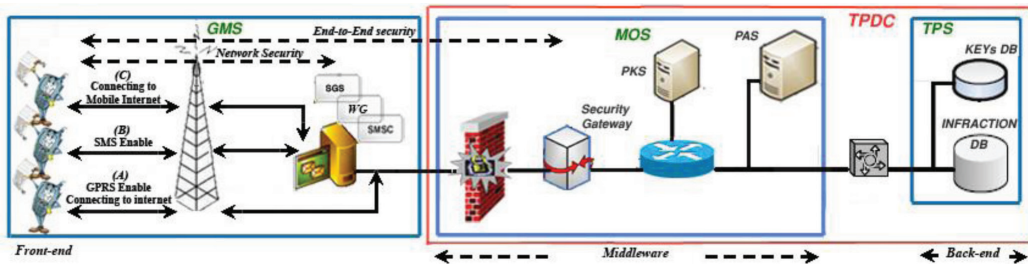 GMS
End-to-End security
Network Security
(C)
Connecting to
Mobile Internet
(B)
SMS Enable
(A)
GPRS Enable
Connecting to internet
SGS
WG
SMSC
Front-end
MOS
PKS
PAS
Security
Gateway
Middleware
TPDC
TPS
KEYs DB
INFRACTION
DB
Back-end